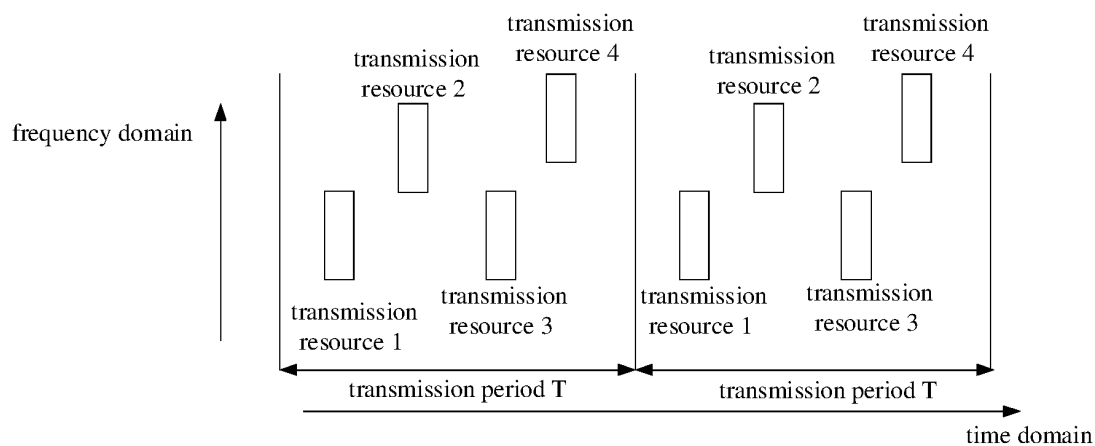 transmission
resource 4
transmission
resource 2
transmission
resource 4
transmission
resource 2
frequency domain
transmission
resource 1
transmission
resource 3
transmission
resource 1
transmission
resource 3
transmission period T
transmission period T
time domain